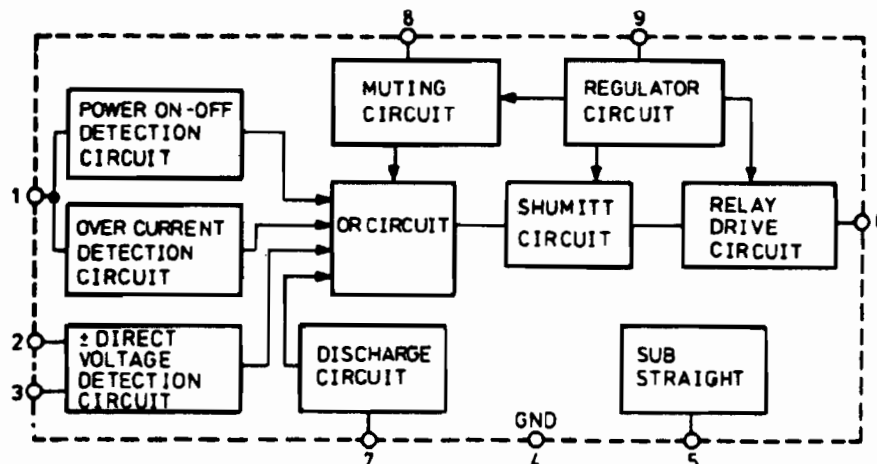 8
9
MUTING
CIRCUIT
REGULATOR
CIRCUIT
POWER ON-OFF
DETECTION
CIRCUIT
1
OVER CURRENT
DETECTION
CIRCUIT
OR CIRCUIT
SHUMITT
CIRCUIT
RELAY
DRIVE
CIRCUIT
2
3
± DIRECT
VOLTAGE
DETECTION
CIRCUIT
DISCHARGE
CIRCUIT
SUB
STRAIGHT
GND
7
4
5